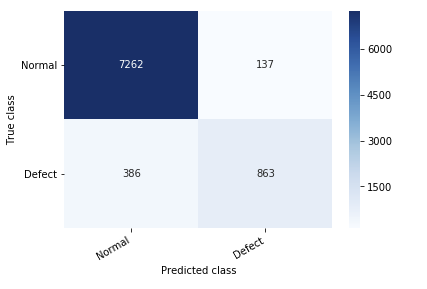 Normal 7262 137 6000
True class
4500
3000
Defect 386 863
1500
Normal Defect
Predicted class